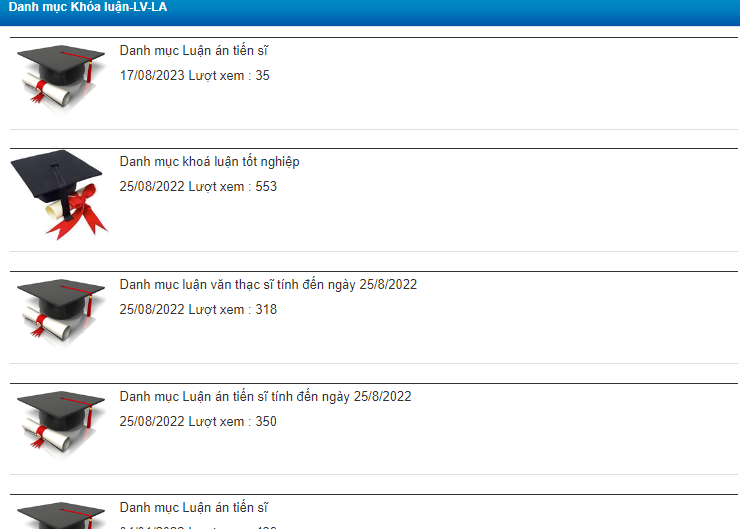 Danh mục Khóa luận-LV-LA
Danh mục Luận án tiến sĩ
17/08/2023 Lượt xem : 35
Danh mục khoá luận tốt nghiệp
25/08/2022 Lượt xem : 553
Danh mục luận văn thạc sĩ tính đến ngày 25/8/2022
25/08/2022 Lượt xem : 318
Danh mục Luận án tiến sĩ tính đến ngày 25/8/2022
25/08/2022 Lượt xem : 350
Danh mục Luận án tiến sĩ
Lượt xem :